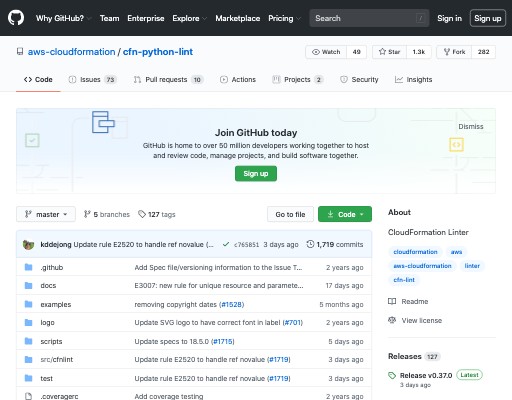 Why GitHub? Team Enterprise Explore Marketplace Pricing Search / Sign in Sign up
aws-cloudformation / cfn-python-lint Watch 49 Star 1.3k Fork 282
<> Code Issues 73 Pull requests 10 Actions Projects 2 Security Insights
Dismiss
Join GitHub today
GitHub is home to over 50 million developers working together to host
and review code, manage projects, and build software together.
Sign up
master 5 branches 127 tags Go to file Code
kddejong Update rule E2520 to handle ref novalue (... c765851 3 days ago 1,719 commits
.github Add Spec file/versioning information to the Issue T... 2 years ago
docs E3007: new rule for unique resource and paramete... 17 days ago
examples removing copyright dates (#1528) 5 months ago
logo Update SVG logo to have correct font in label (#701) 2 years ago
scripts Update specs to 18.5.0 (#1715) 5 days ago
src/cfnlint Update rule E2520 to handle ref novalue (#1719) 3 days ago
test Update rule E2520 to handle ref novalue (#1719) 3 days ago
.coveragerc Add coverage testing 2 years ago
About
CloudFormation Linter
cloudformation aws
aws-cloudformation linter
cfn-lint
Readme
View license
Releases 127
Release v0.37.0 Latest
3 days ago